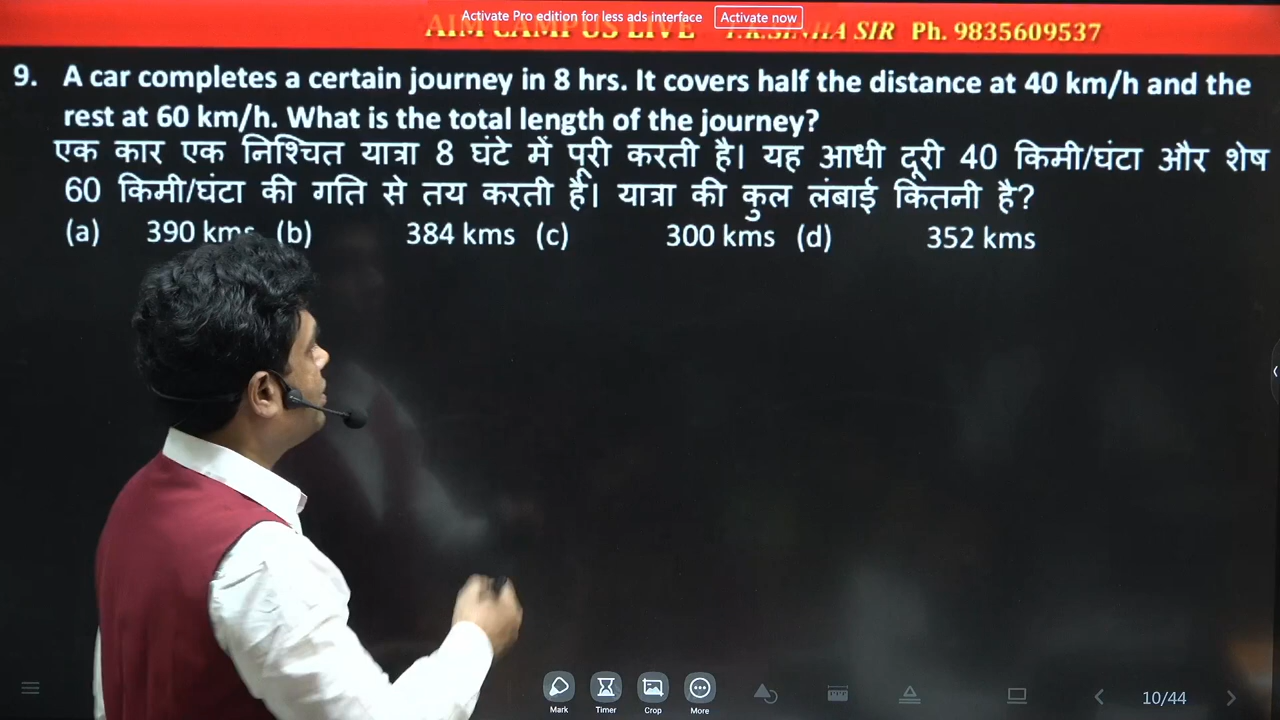 Activate Pro edition for less ads interface Activate now
AIM CAMPUS LIVE SIR Ph. 9835609537
9. A car completes a certain journey in 8 hrs. It covers half the distance at 40 km/h and the
rest at 60 km/h. What is the total length of the journey?
एक कार एक निश्चित यात्रा 8 घंटे में पूरी करती है। यह आधी दूरी 40 किमी/घंटा और शेष
60 किमी/घंटा की गति से तय करती है। यात्रा की कुल लंबाई कितनी है?
(a) 390 kms (b) 384 kms (c) 300 kms (d) 352 kms
Mark Timer Crop More 10/44